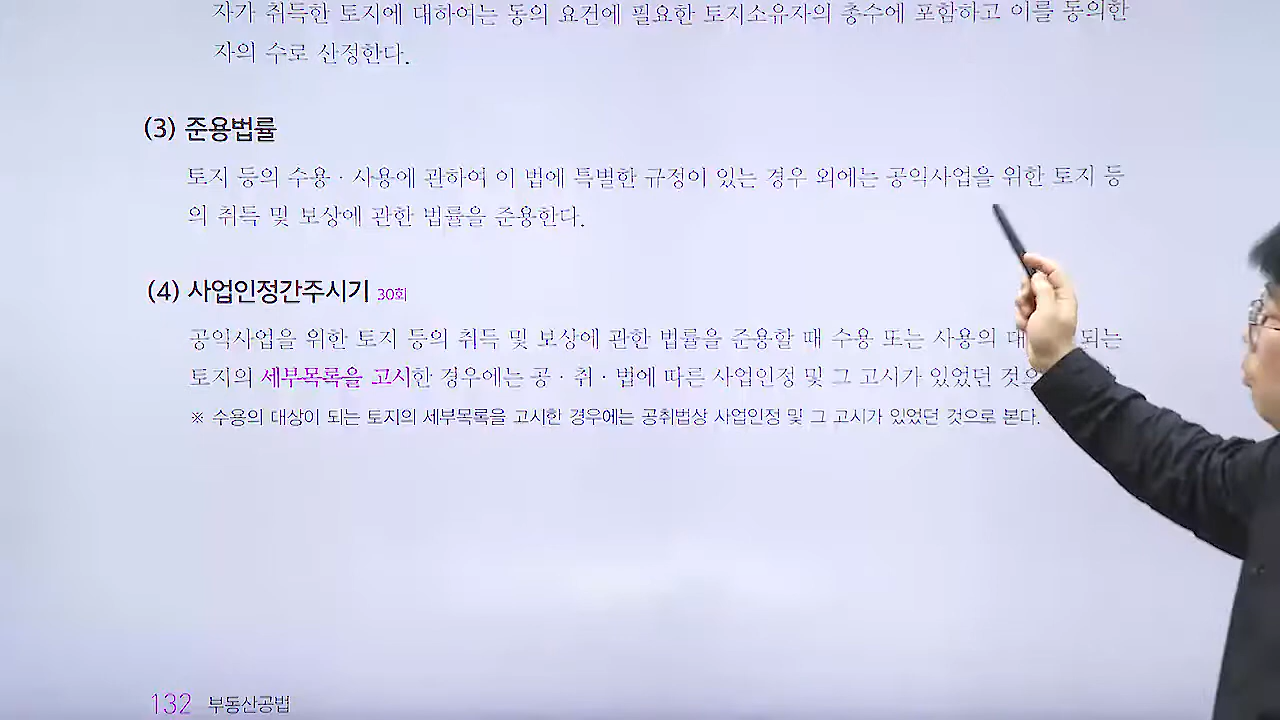 자가 취득한 토지에 대하여는 동의 요건에 필요한 토지소유자의 총수에 포함하고 이를 동의한
자의 수로 산정한다.
(3) 준용법률
토지 등의 수용 · 사용에 관하여 이 법에 특별한 규정이 있는 경우 외에는 공익사업을 위한 토지 등
의 취득 및 보상에 관한 법률을 준용한다.
(4) 사업인정간주시기 30회
공익사업을 위한 토지 등의 취득 및 보상에 관한 법률을 준용할 때 수용 또는 사용의 되는
토지의 세부목록을 고시한 경우에는 공 · 취 · 법에 따른 사업인정 및 그 고시가 있었던
※ 수용의 대상이 되는 토지의 세부목록을 고시한 경우에는 공취법상 사업인정 및 그 고시가 있었던 것으로 본다.
132 부동산공법